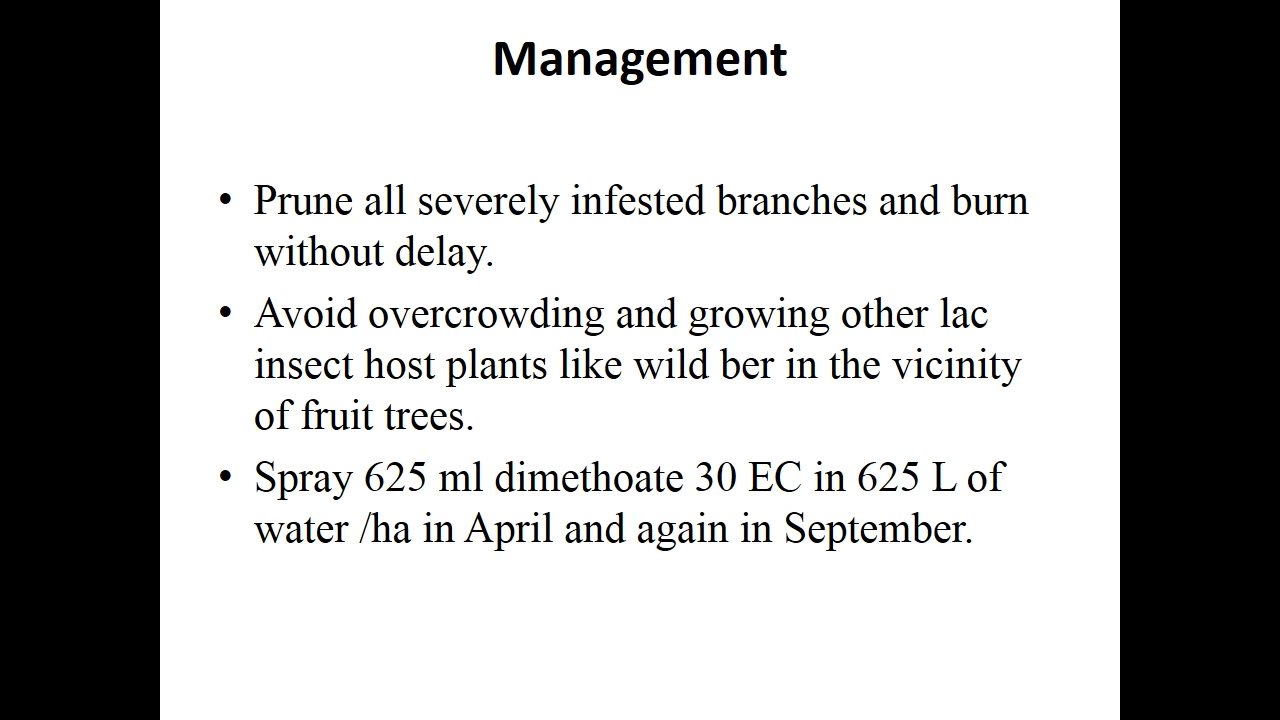 Management
• Prune all severely infested branches and burn
without delay.
• Avoid overcrowding and growing other lac
insect host plants like wild ber in the vicinity
of fruit trees.
• Spray 625 ml dimethoate 30 EC in 625 L of
water /ha in April and again in September.